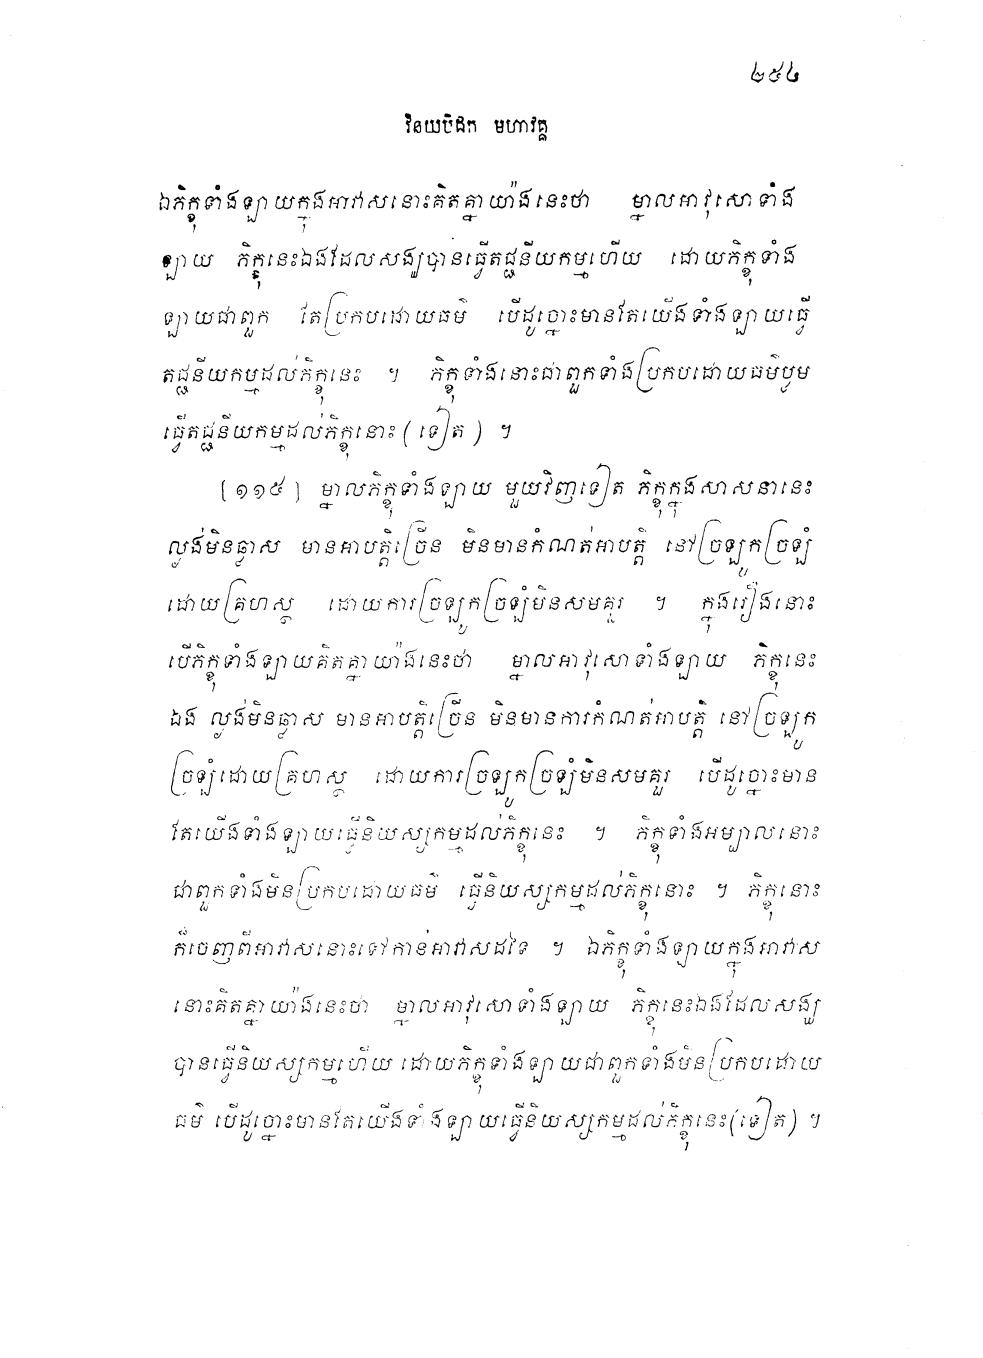 ២៥៤
វិនយបិដក មហាវគ្គ
ឯភិក្ខុទាំងឡាយក្នុងអាវាសនោះគិតគ្នាយ៉ាងនេះថា ម្នាលអាវុសោទាំង
ឡាយ ភិក្ខុនេះឯងដែលសង្ឃបានធ្វើតជ្ជនីយកម្មហើយ ដោយភិក្ខុទាំង
ឡាយជាពួក តែប្រកបដោយធម៌ បើដូច្នោះមានតែយើងទាំងឡាយធ្វើ
តជ្ជនីយកម្មដល់ភិក្ខុនេះ ។ ភិក្ខុទាំងនោះជាពួកទាំងប្រកបដោយធម៌ប្លម
ធ្វើតជ្ជនីយកម្មដល់ភិក្ខុនោះ (ទៀត) ។
[១១៥] ម្នាលភិក្ខុទាំងឡាយ មួយវិញទៀត ភិក្ខុក្នុងសាសនានេះ
ល្ងង់មិនឆ្លាស មានអាបត្តិច្រើន មិនមានកំណត់អាបត្តិ នៅច្រឡូកច្រឡំ
ដោយគ្រហស្ថ ដោយការច្រឡូកច្រឡំមិនសមគួរ ។ ក្នុងរឿងនោះ
បើភិក្ខុទាំងឡាយគិតគ្នាយ៉ាងនេះថា ម្នាលអាវុសោទាំងឡាយ ភិក្ខុនេះ
ឯង ល្ងង់មិនឆ្លាស មានអាបត្តិច្រើន មិនមានការកំណត់អាបត្តិ នៅច្រឡូក
ច្រឡំដោយគ្រហស្ថ ដោយការច្រឡូកច្រឡំមិនសមគួរ បើដូច្នោះមាន
តែយើងទាំងឡាយធ្វើនិយស្សកម្មដល់ភិក្ខុនេះ ។ ភិក្ខុទាំងអម្បាលនោះ
ជាពួកទាំងមិនប្រកបដោយធម៌ ធ្វើនិយស្សកម្មដល់ភិក្ខុនោះ ។ ភិក្ខុនោះ
ក៏ចេញពីអាវាសនោះទៅកាន់អាវាសដទៃ ។ ឯភិក្ខុទាំងឡាយក្នុងអាវាស
នោះគិតគ្នាយ៉ាងនេះថា ម្នាលអាវុសោទាំងឡាយ ភិក្ខុនេះឯងដែលសង្ឃ
បានធ្វើនិយស្សកម្មហើយ ដោយភិក្ខុទាំងឡាយជាពួកទាំងមិនប្រកបដោយ
ធម៌ បើដូច្នោះមានតែយើងទាំងឡាយធ្វើនិយស្សកម្មដល់ភិក្ខុនេះ(ទៀត) ។